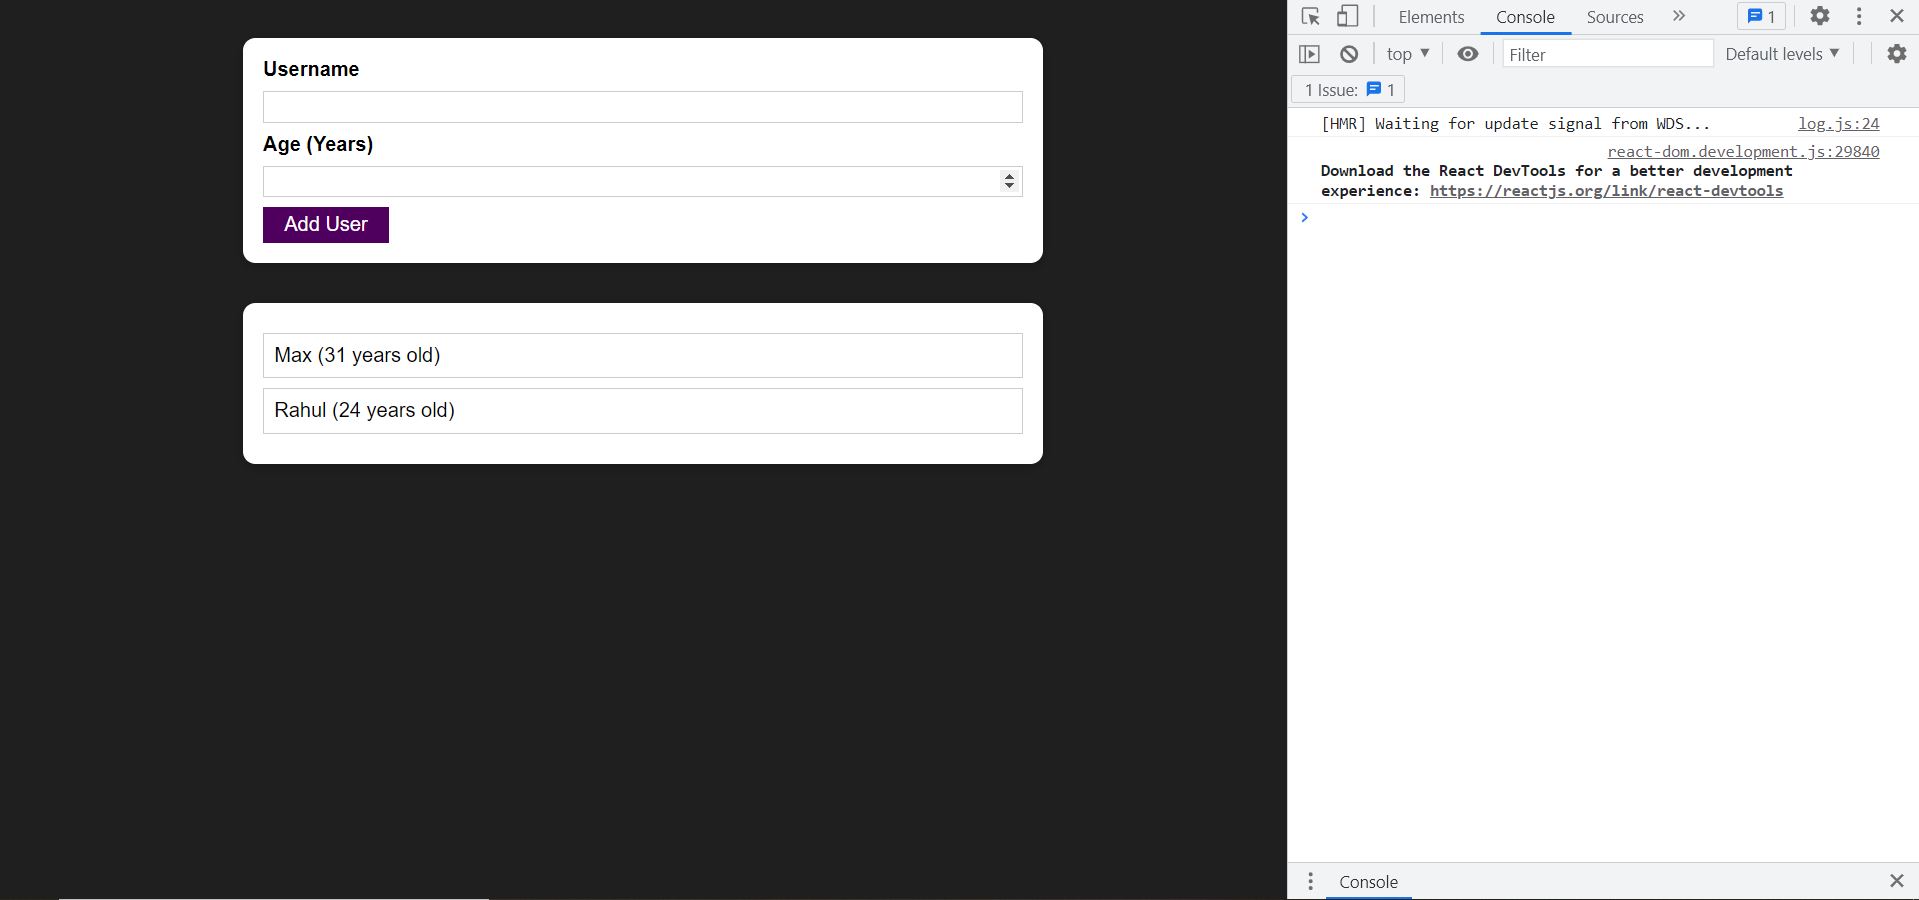 Username
Age (Years)
Add User
Max (31 years old)
Rahul (24 years old)
Elements Console Sources 1
top Filter Default levels
1 Issue: 1
[HMR] Waiting for update signal from WDS... log.js:24
react-dom.development.js:29840
Download the React DevTools for a better development
experience: https://reactjs.org/link/react-devtools
Console